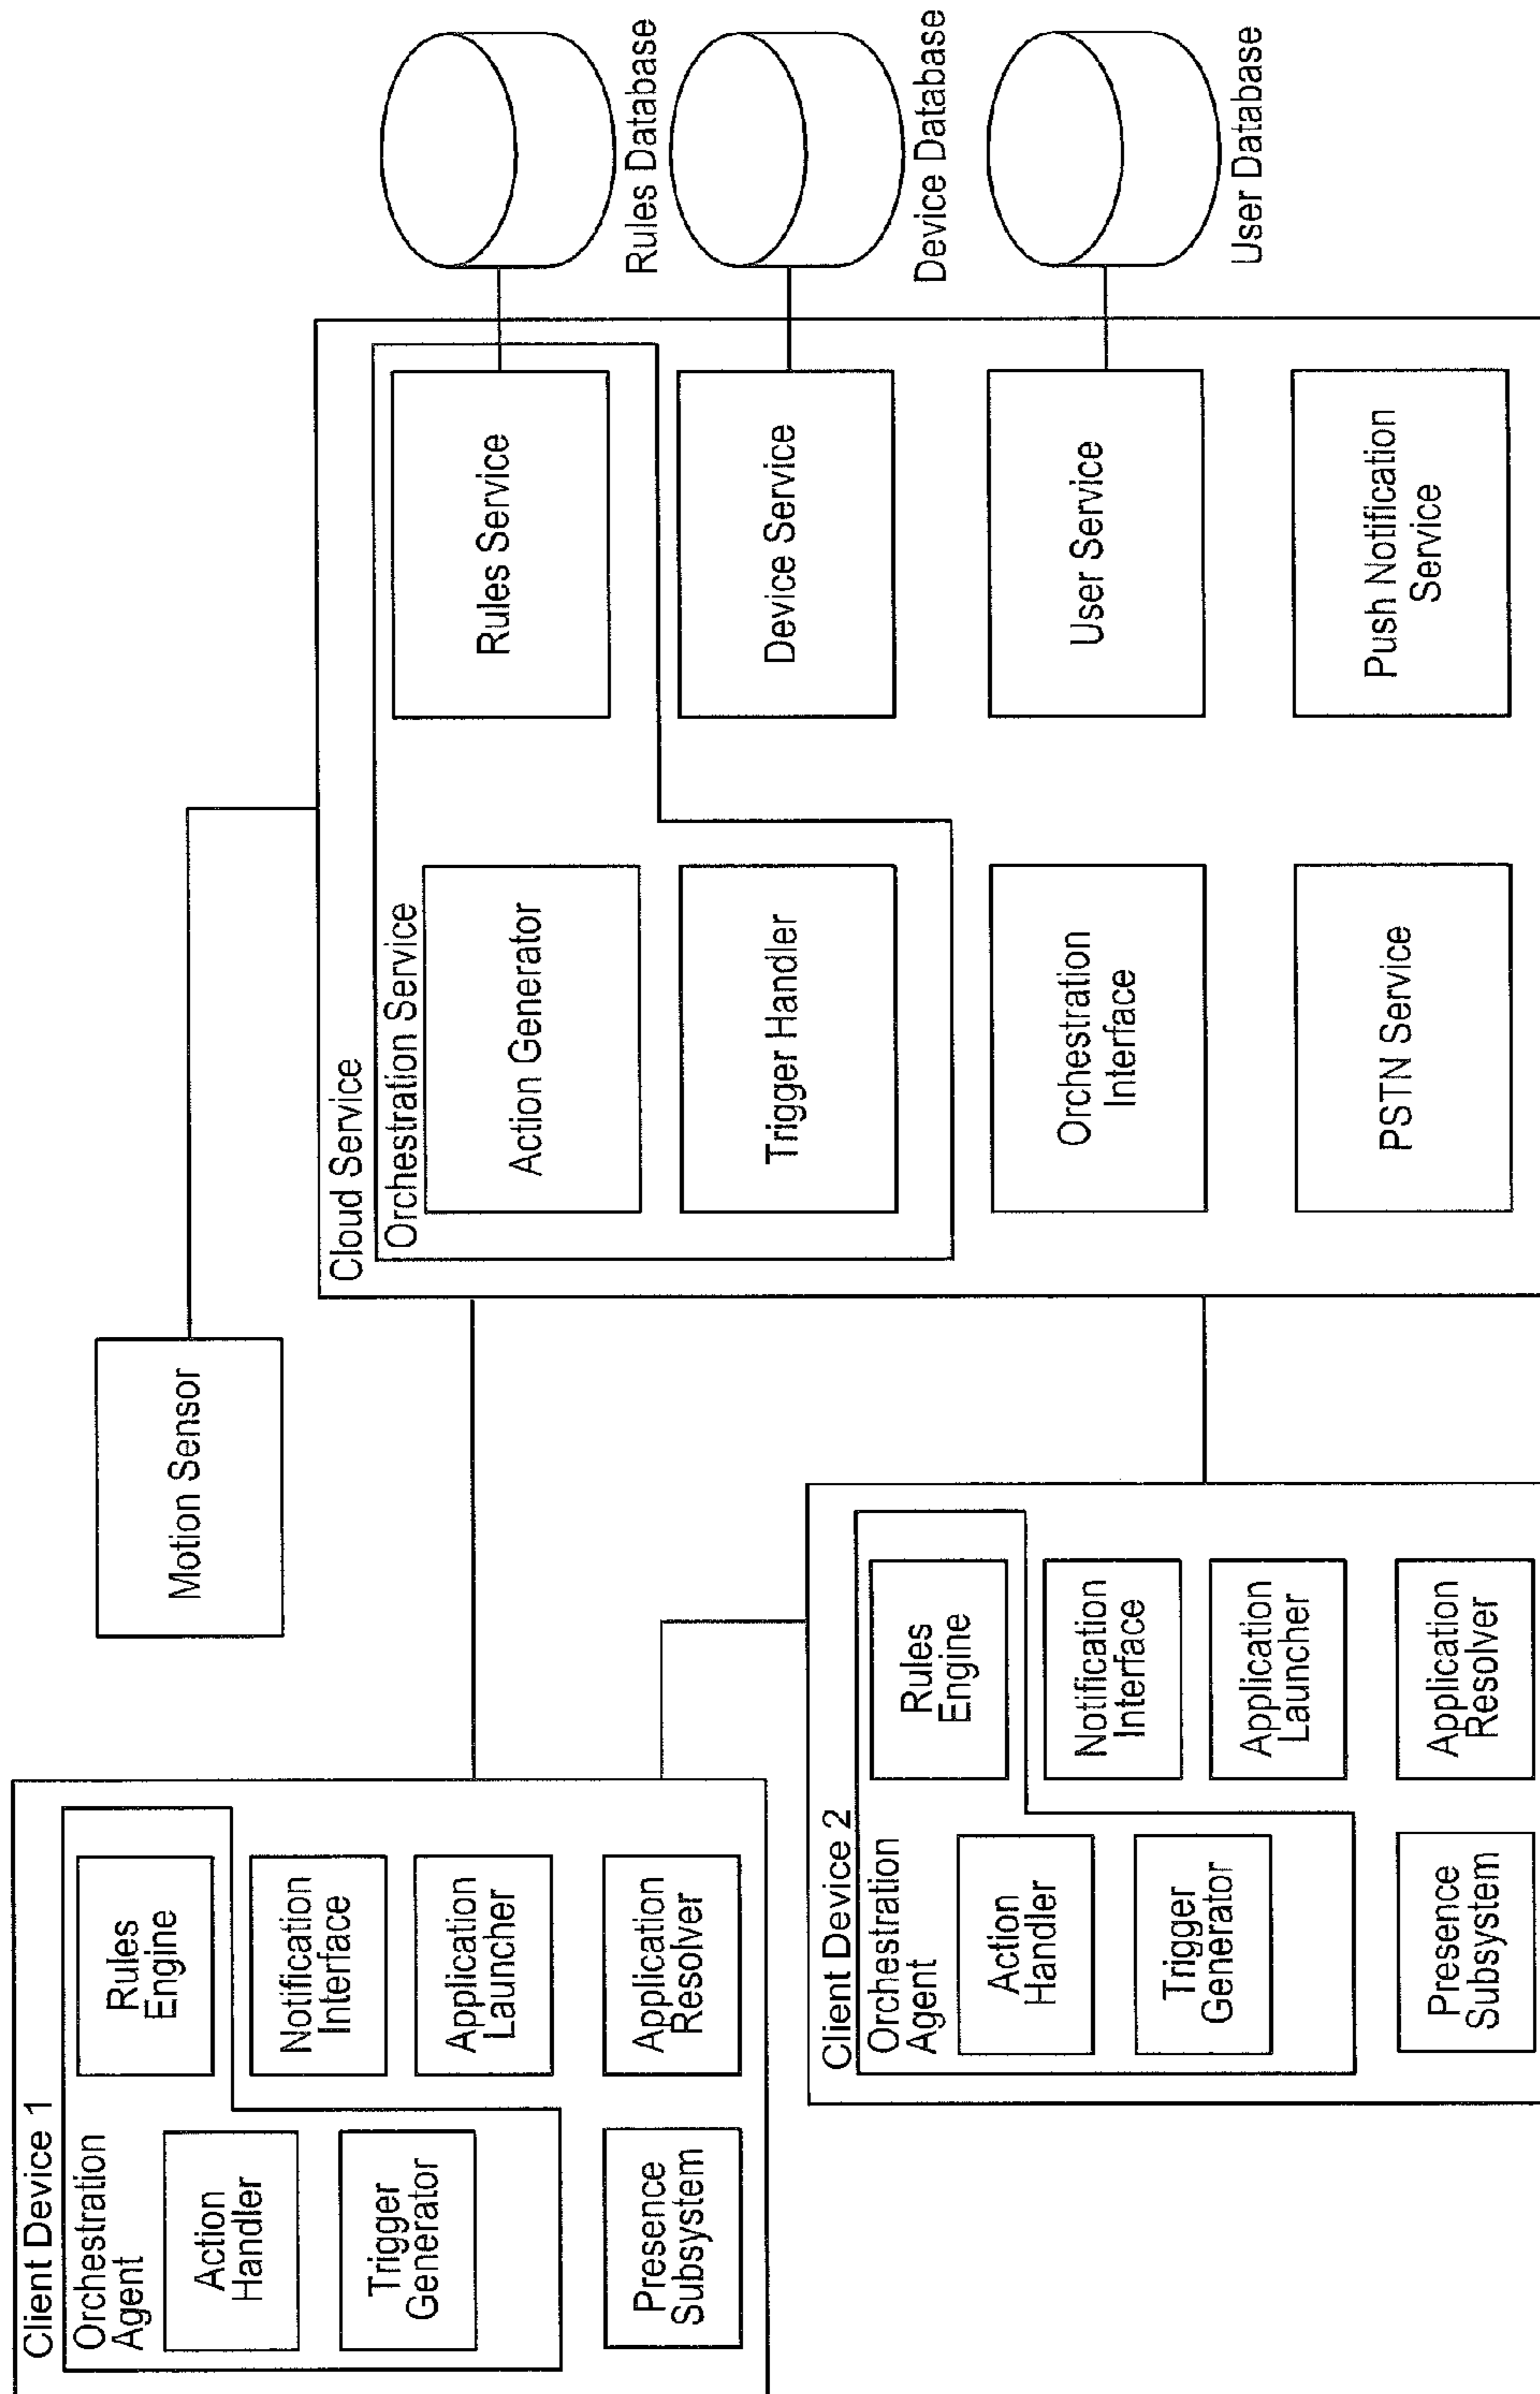 Client Device 1
Orchestration
Agent
Rules
Engine
Action
Handler
Notification
Interface
Trigger
Generator
Application
Launcher
Presence
Subsystem
Application
Resolver
Motion Sensor
Client Device 2
Orchestration
Agent
Rules
Engine
Action
Handler
Notification
Interface
Trigger
Generator
Application
Launcher
Presence
Subsystem
Application
Resolver
Cloud Service
Orchestration Service
Action Generator
Rules Service
Trigger Handler
Device Service
Orchestration
Interface
User Service
PSTN Service
Push Notification
Service
Rules Database
Device Database
User Database